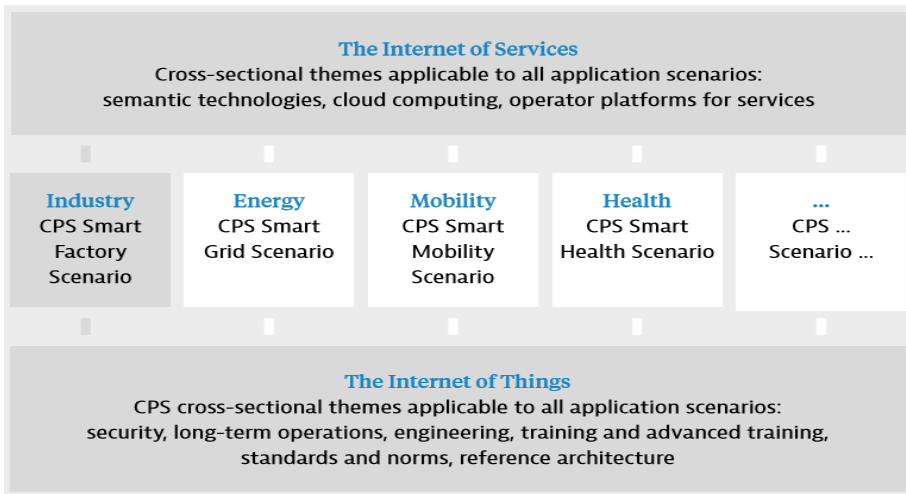 The Internet of Services
Cross-sectional themes applicable to all application scenarios:
semantic technologies, cloud computing, operator platforms for services
Industry
CPS Smart
Factory
Scenario
Energy
CPS Smart
Grid Scenario
Mobility
CPS Smart
Mobility
Scenario
Health
CPS Smart
Health Scenario
...
CPS ...
Scenario ...
The Internet of Things
CPS cross-sectional themes applicable to all application scenarios:
security, long-term operations, engineering, training and advanced training,
standards and norms, reference architecture